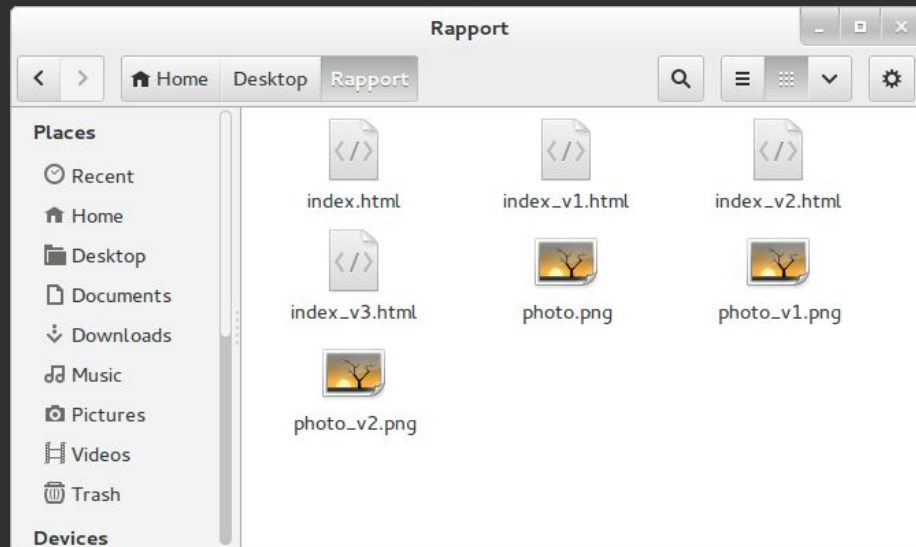 Rapport
Home Desktop Rapport
Places
Recent
Home
Desktop
Documents
Downloads
Music
Pictures
Videos
Trash
Devices
index.html index_v1.html index_v2.html
index_v3.html photo.png photo_v1.png
photo_v2.png